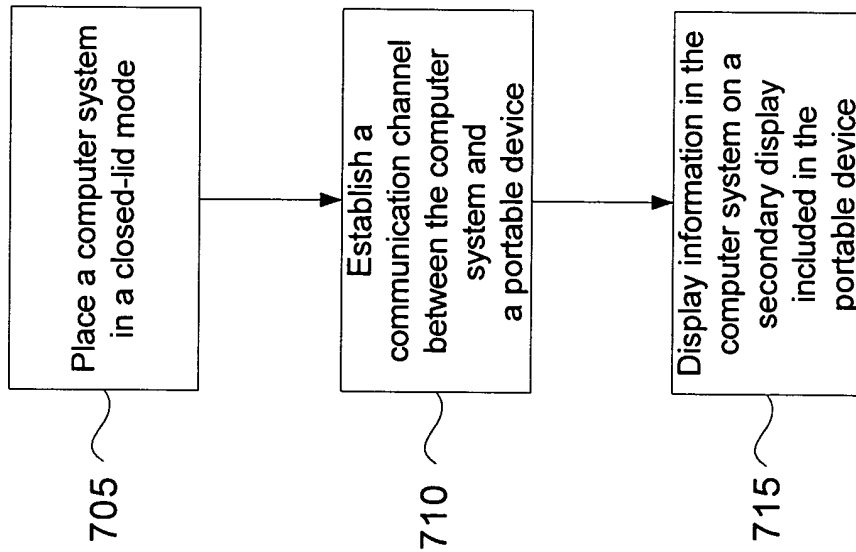 705
Place a computer system
in a closed-lid mode
710
Establish a
communication channel
between the computer
system and
a portable device
715
Display information in the
computer system on a
secondary display
included in the
portable device